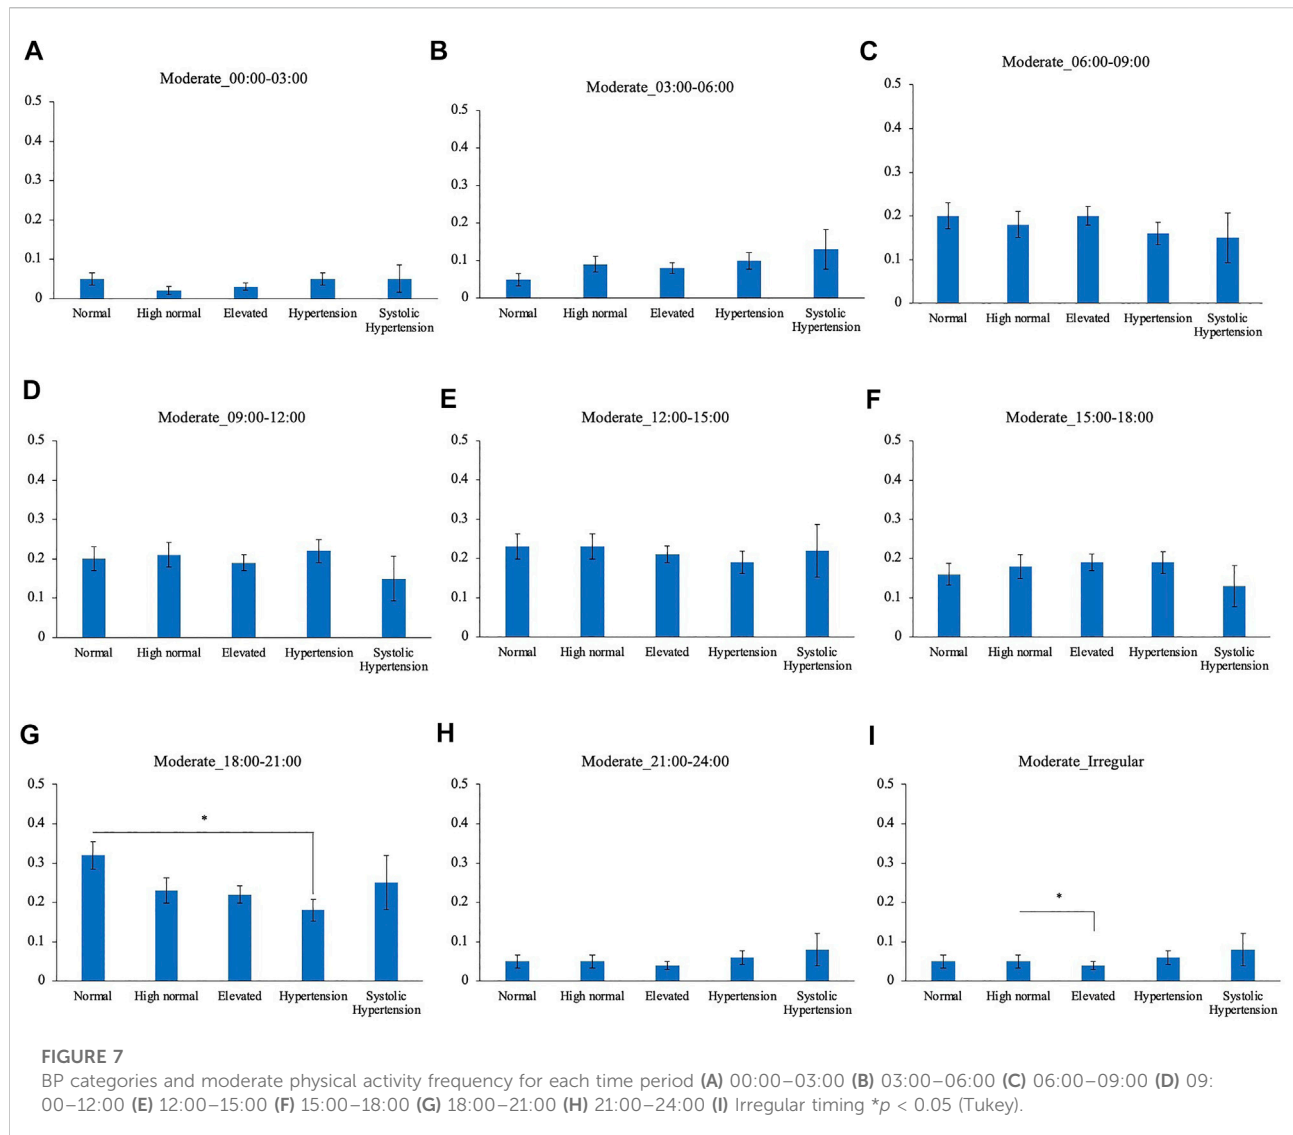 A
Moderate_00:00-03:00
0.5
0.4
0.3
0.2
0.1
0
Normal High normal Elevated Hypertension Systolic
Hypertension
B
Moderate_03:00-06:00
0.5
0.4
0.3
0.2
0.1
0
Normal High normal Elevated Hypertension Systolic
Hypertension
C
Moderate_06:00-09:00
0.5
0.4
0.3
0.2
0.1
0
Normal High normal Elevated Hypertension Systolic
Hypertension
D
Moderate_09:00-12:00
0.5
0.4
0.3
0.2
0.1
0
Normal High normal Elevated Hypertension Systolic
Hypertension
E
Moderate_12:00-15:00
0.5
0.4
0.3
0.2
0.1
0
Normal High normal Elevated Hypertension Systolic
Hypertension
F
Moderate_15:00-18:00
0.5
0.4
0.3
0.2
0.1
0
Normal High normal Elevated Hypertension Systolic
Hypertension
G
Moderate_18:00-21:00
0.5
0.4
*
0.3
0.2
0.1
0
Normal High normal Elevated Hypertension Systolic
Hypertension
H
Moderate_21:00-24:00
0.5
0.4
0.3
0.2
0.1
0
Normal High normal Elevated Hypertension Systolic
Hypertension
I
Moderate_Irregular
0.5
0.4
0.3
0.2
*
0.1
0
Normal High normal Elevated Hypertension Systolic
Hypertension
FIGURE 7
BP categories and moderate physical activity frequency for each time period (A) 00:00–03:00 (B) 03:00–06:00 (C) 06:00–09:00 (D) 09:
00–12:00 (E) 12:00–15:00 (F) 15:00–18:00 (G) 18:00–21:00 (H) 21:00–24:00 (I) Irregular timing *p < 0.05 (Tukey).